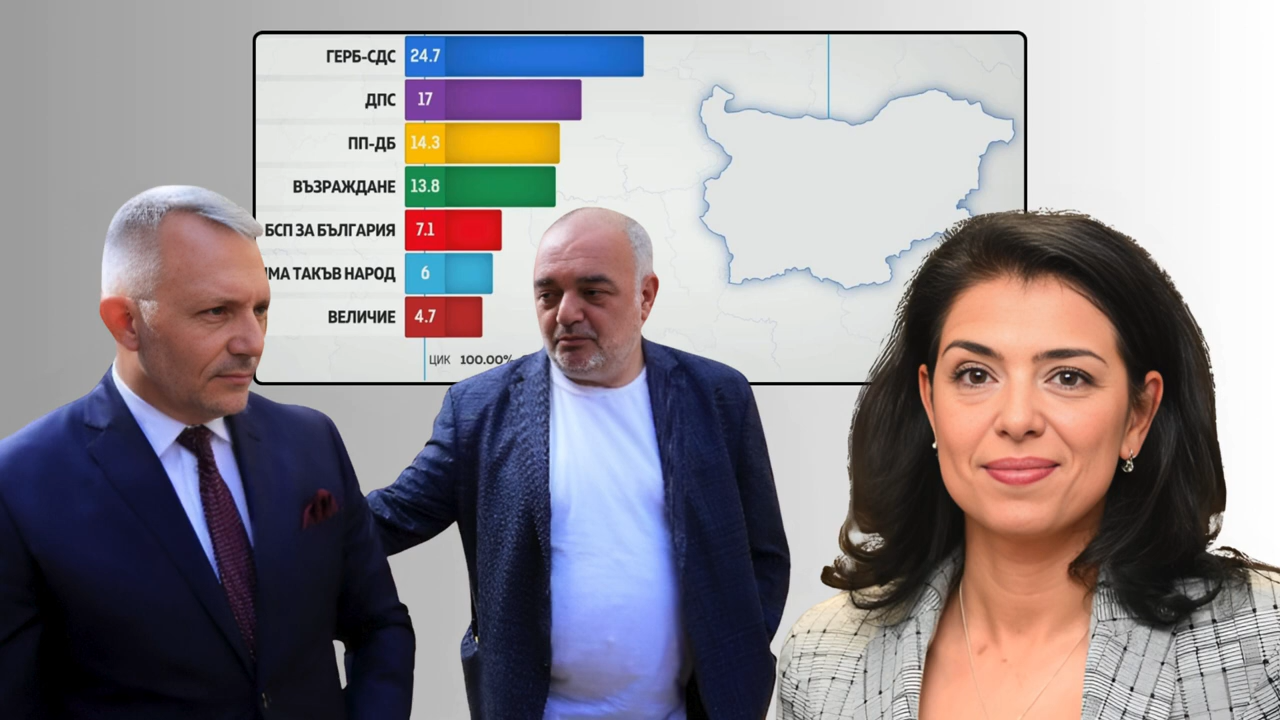 ГЕРБ-СДС 24.7
ДПС 17
ПП-ДБ 14.3
ВЪЗРАЖДАНЕ 13.8
БСП ЗА БЪЛГАРИЯ 7.1
ТАКЪВ НАРОД 6
ВЕЛИЧИЕ 4.7
ЦИК 100.00%